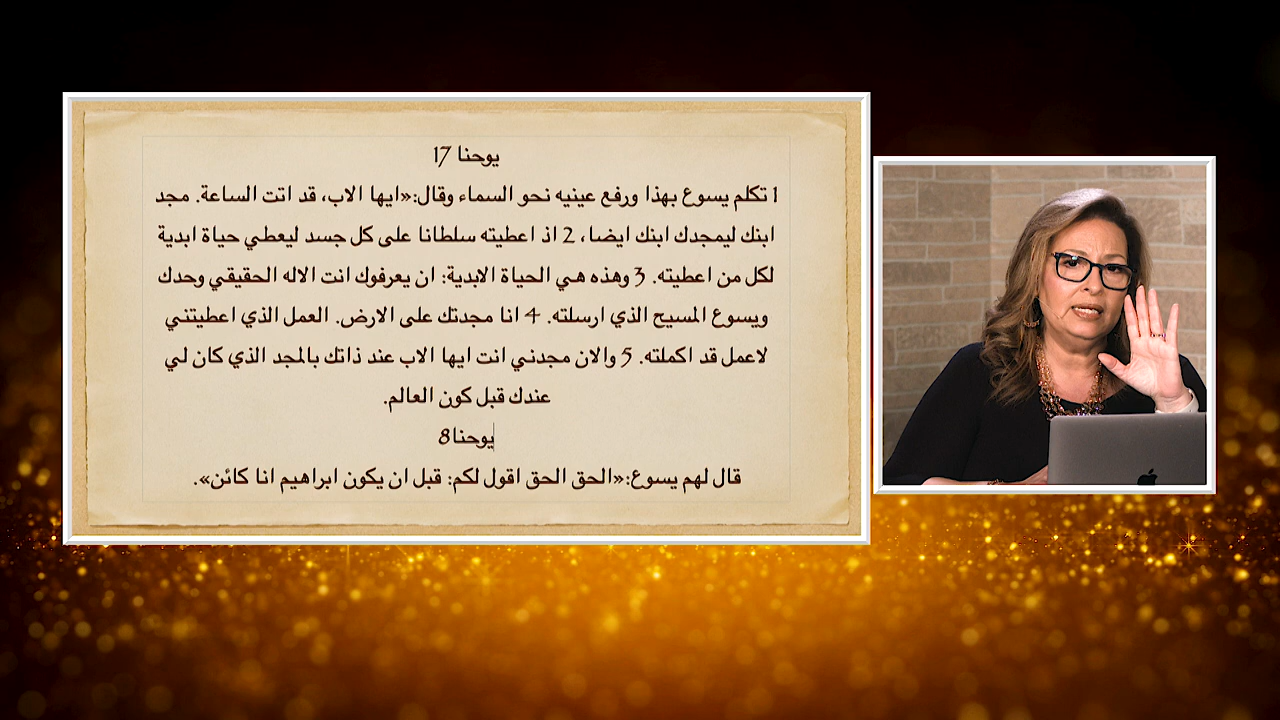 يوحنا 17
1 تكلم يسوع بهذا ورفع عينيه نحو السماء وقال:«ايها الاب، قد اتت الساعة. مجد
ابنك ليمجدك ابنك ايضا، 2 اذ اعطيته سلطانا على كل جسد ليعطي حياة ابدية
لكل من اعطيته. 3 وهذه هي الحياة الابدية: ان يعرفوك انت الاله الحقيقي وحدك
ويسوع المسيح الذي ارسلته. 4 انا مجدتك على الارض. العمل الذي اعطيتني
لاعمل قد اكملته. 5 والان مجدني انت ايها الاب عند ذاتك بالمجد الذي كان لي
عندك قبل كون العالم.
يوحنا8
قال لهم يسوع:«الحق الحق اقول لكم: قبل ان يكون ابراهيم انا كائن».